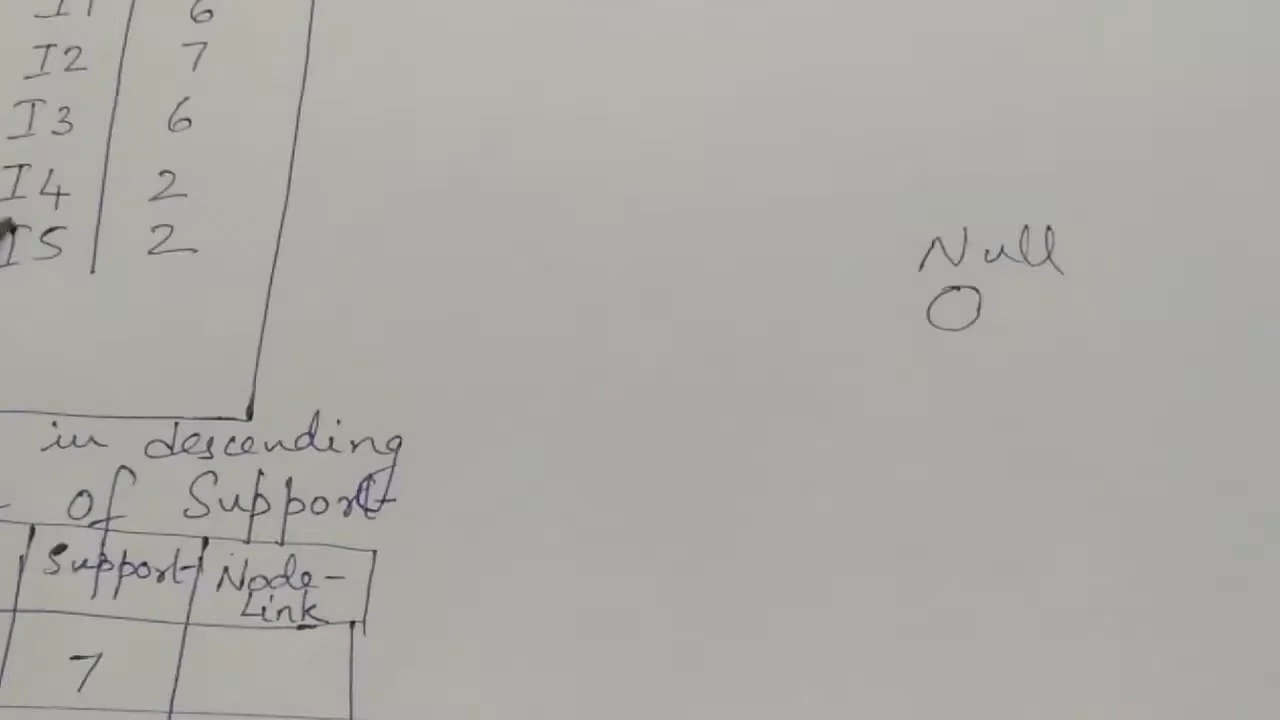 I1 6
I2 7
I3 6
I4 2
I5 2
Null
in descending
of Support
Support Node-
Link
7